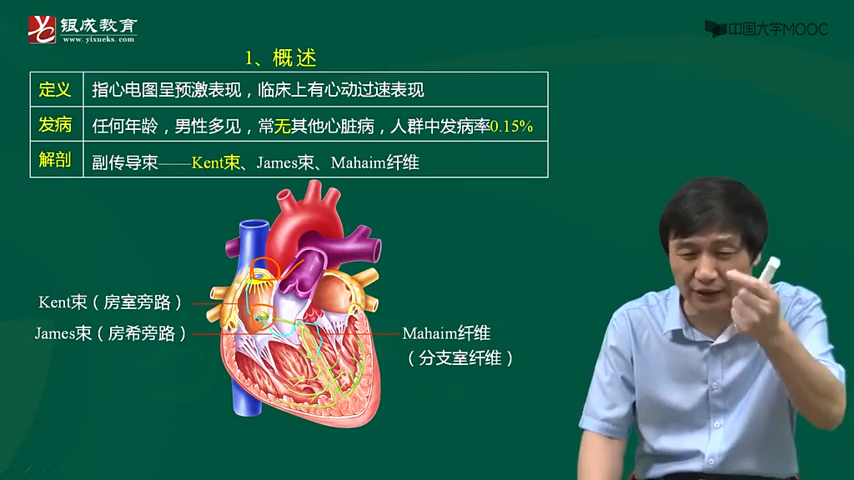 银成教育
www.yixueks.com
中国大学MOOC
1、概述
定义 指心电图呈预激表现，临床上有心动过速表现
发病 任何年龄，男性多见，常无其他心脏病，人群中发病率0.15%
解剖 副传导束——Kent束、James束、Mahaim纤维
Kent束（房室旁路）
James束（房希旁路）
Mahaim纤维
（分支室纤维）